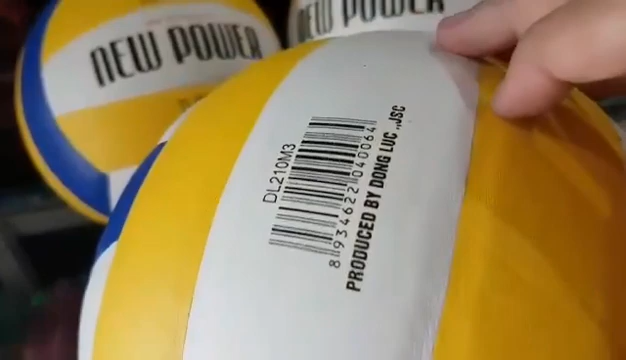 NEW POWER
NEW POWER
DL210M3
8934622040064
PRODUCED BY DONG LUC .,JSC